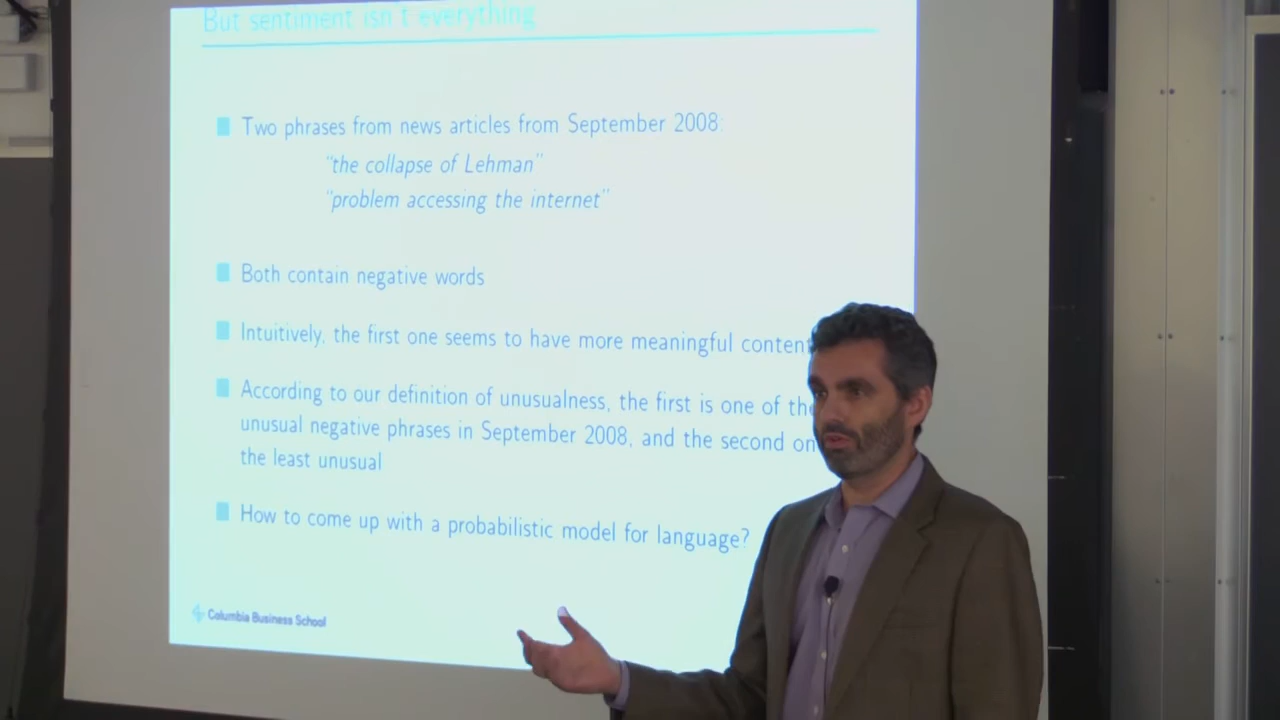 But sentiment isn't everything
Two phrases from news articles from September 2008:
"the collapse of Lehman"
"problem accessing the internet"
Both contain negative words
Intuitively, the first one seems to have more meaningful content
According to our definition of unusualness, the first is one of the
unusual negative phrases in September 2008, and the second on
the least unusual
How to come up with a probabilistic model for language?
Columbia Business School